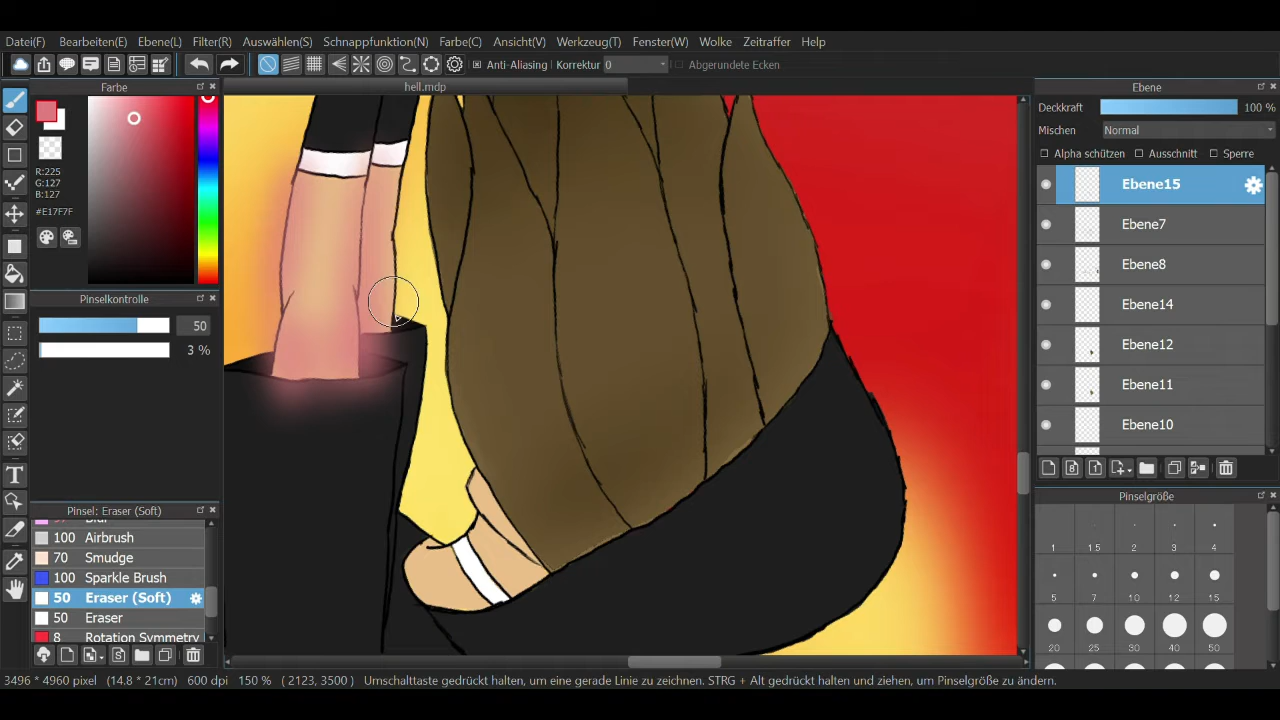 Datei(F) Bearbeiten(E) Ebene(L) Filter(R) Auswählen(S) Schnappfunktion(N) Farbe(C) Ansicht(V) Werkzeug(T) Fenster(W) Wolke Zeitraffer Help
Anti-Aliasing Korrektur 0 Abgerundete Ecken
Farbe
hell.mdp
R:225
G:127
B:127
#E17F7F
Pinselkontrolle
50
3 %
Pinsel: Eraser (Soft)
Blur
100 Airbrush
70 Smudge
100 Sparkle Brush
50 Eraser (Soft)
50 Eraser
8 Rotation Symmetry
Ebene
Deckkraft 100 %
Mischen Normal
Alpha schützen Ausschnitt Sperre
Ebene15
Ebene7
Ebene8
Ebene14
Ebene12
Ebene11
Ebene10
8 1
Pinselgröße
1 1.5 2 3 4
5 7 10 12 15
20 25 30 40 50
T
S
3496 * 4960 pixel (14.8 * 21cm) 600 dpi 150 % ( 2123, 3500 ) Umschalttaste gedrückt halten, um eine gerade Linie zu zeichnen. STRG + Alt gedrückt halten und ziehen, um Pinselgröße zu ändern.